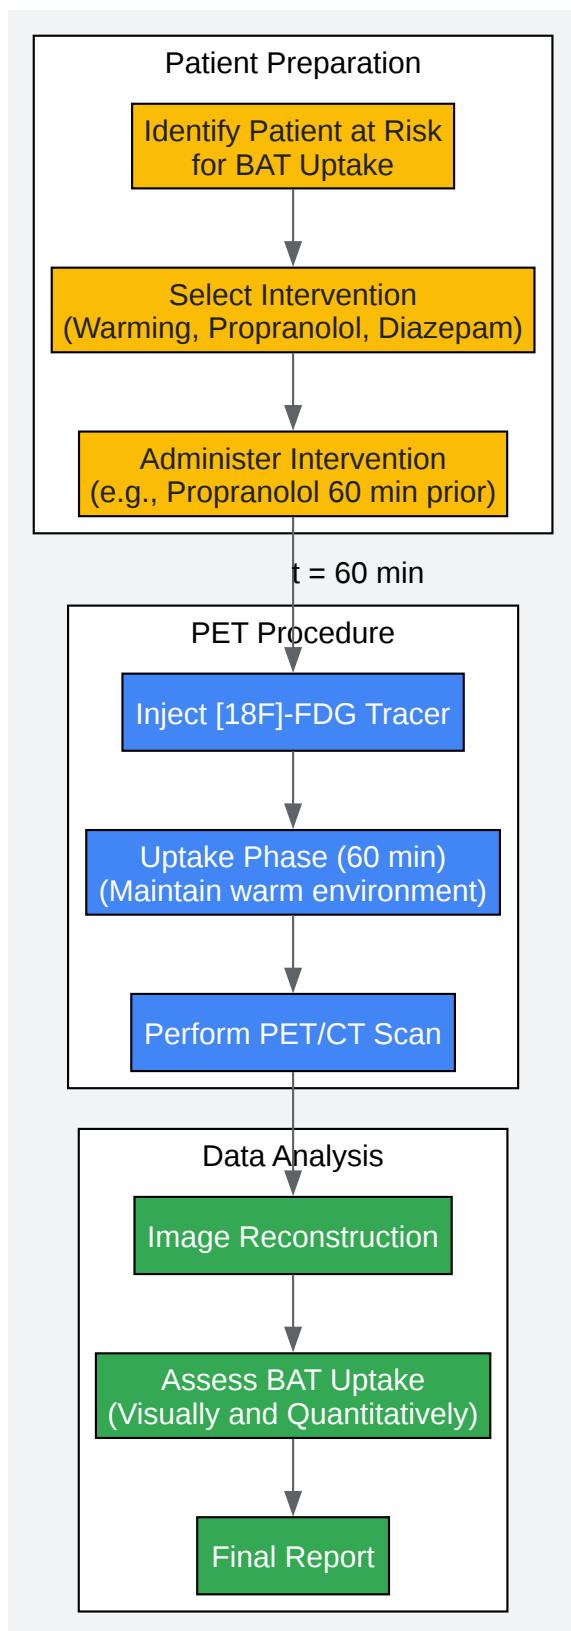 Patient Preparation
Identify Patient at Risk
for BAT Uptake
Select Intervention
(Warming, Propranolol, Diazepam)
Administer Intervention
(e.g., Propranolol 60 min prior)
t = 60 min
PET Procedure
Inject [18F]-FDG Tracer
Uptake Phase (60 min)
(Maintain warm environment)
Perform PET/CT Scan
Data Analysis
Image Reconstruction
Assess BAT Uptake
(Visually and Quantitatively)
Final Report